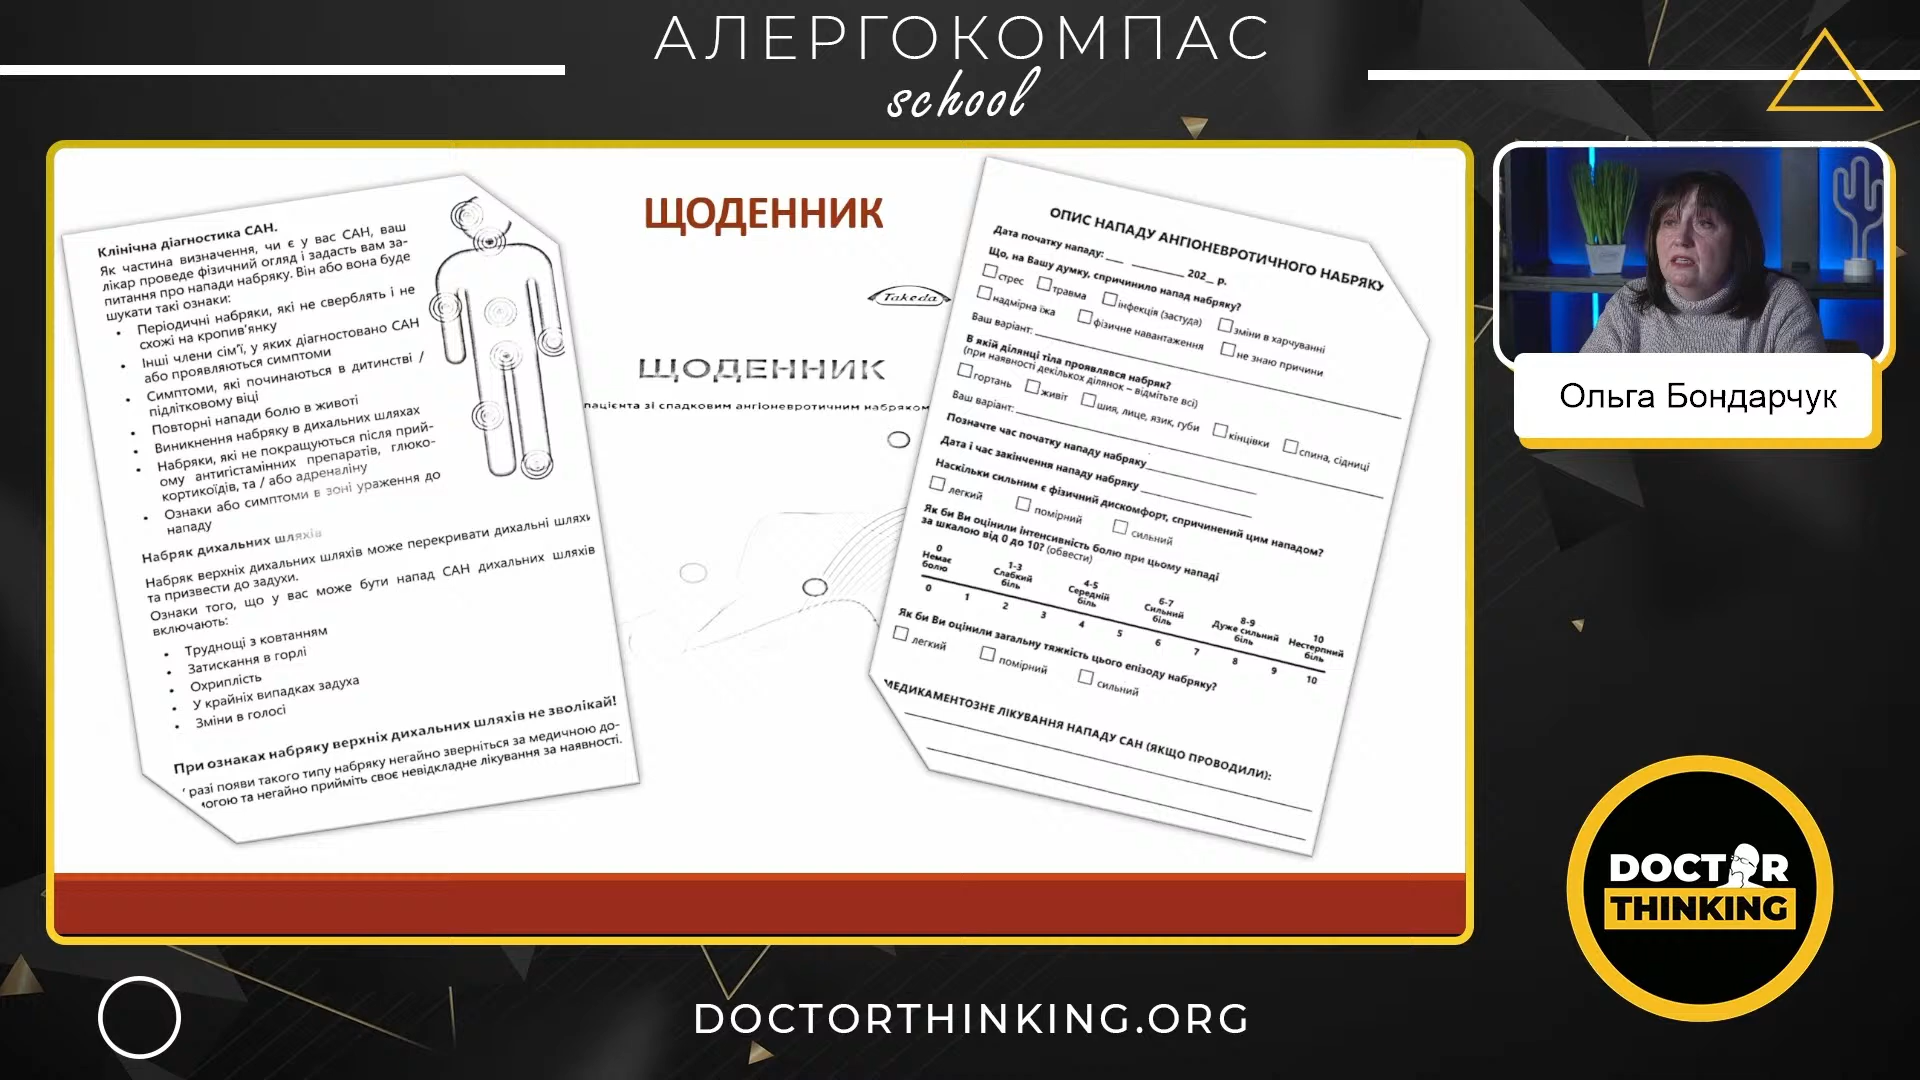 АЛЕРГОКОМПАС
school
Клінічна діагностика САН.
Як частина визначення, чи є у вас САН, ваш
лікар проведе фізичний огляд і задасть вам за-
питання про напади набряку. Він або вона буде
шукати такі ознаки:
• Періодичні набряки, які не сверблять і не
схожі на кропив'янку
• Інші члени сім'ї, у яких діагностовано САН
або проявляються симптоми
• Симптоми, які починаються в дитинстві /
підлітковому віці
• Повторні напади болю в животі
• Виникнення набряку в дихальних шляхах
• Набряки, які не покращуються після прий-
ому антигістамінних препаратів, глюко-
кортикоїдів, та / або адреналіну
• Ознаки або симптоми в зоні ураження до
нападу
Набряк дихальних шляхів
Набряк верхніх дихальних шляхів може перекривати дихальні шляхи
та призвести до задухи.
Ознаки того, що у вас може бути напад САН дихальних шляхів
включають:
• Труднощі з ковтанням
• Затискання в горлі
• Охриплість
• У крайніх випадках задуха
• Зміни в голосі
При ознаках набряку верхніх дихальних шляхів не зволікай!
разі появи такого типу набряку негайно зверніться за медичною до-
могою та негайно прийміть своє невідкладне лікування за наявності.
ЩОДЕННИК
Takeda
ЩОДЕННИК
пацієнта зі спадковим ангіоневротичним набряком
ОПИС НАПАДУ АНГІОНЕВРОТИЧНОГО НАБРЯКУ
Дата початку нападу: ___ ________ 202_ р.
Що, на Вашу думку, спричинило напад набряку?
стрес травма інфекція (застуда) зміни в харчуванні
надмірна їжа фізичне навантаження не знаю причини
Ваш варіант:
В якій ділянці тіла проявлявся набряк?
(при наявності декількох ділянок – відмітьте всі)
гортань живіт шия, лице, язик, губи кінцівки спина, сідниці
Ваш варіант:
Позначте час початку нападу набряку
Дата і час закінчення нападу набряку
Наскільки сильним є фізичний дискомфорт, спричинений цим нападом?
легкий помірний сильний
Як би Ви оцінили інтенсивність болю при цьому нападі
за шкалою від 0 до 10? (обвести)
0 Немає болю 1-3 Слабкий біль 4-5 Середній біль 6-7 Сильний біль 8-9 Дуже сильний біль 10 Нестерпний біль
0 1 2 3 4 5 6 7 8 9 10
Як би Ви оцінили загальну тяжкість цього епізоду набряку?
легкий помірний сильний
МЕДИКАМЕНТОЗНЕ ЛІКУВАННЯ НАПАДУ САН (ЯКЩО ПРОВОДИЛИ):
Ольга Бондарчук
DOCTOR
THINKING
DOCTORTHINKING.ORG